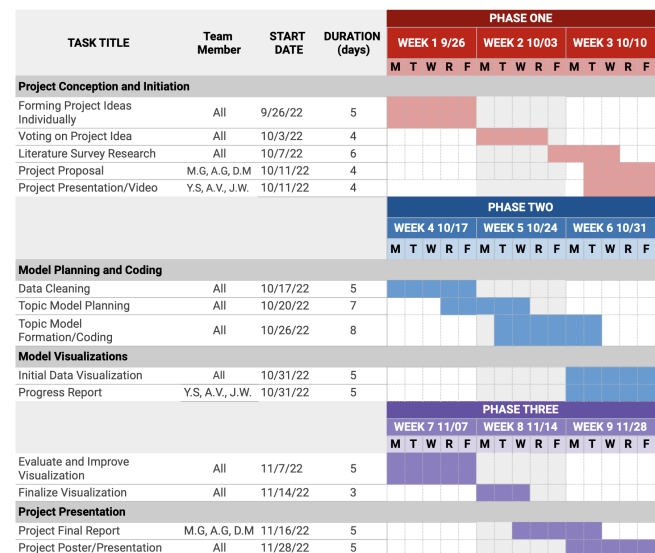 PHASE ONE
TASK TITLE Team Member START DATE DURATION (days) WEEK 1 9/26 WEEK 2 10/03 WEEK 3 10/10
M T W R F M T W R F M T W R F
Project Conception and Initiation
Forming Project Ideas Individually All 9/26/22 5
Voting on Project Idea All 10/3/22 4
Literature Survey Research All 10/7/22 6
Project Proposal M.G, A.G, D.M 10/11/22 4
Project Presentation/Video Y.S, A.V., J.W. 10/11/22 4
PHASE TWO
WEEK 4 10/17 WEEK 5 10/24 WEEK 6 10/31
M T W R F M T W R F M T W R F
Model Planning and Coding
Data Cleaning All 10/17/22 5
Topic Model Planning All 10/20/22 7
Topic Model Formation/Coding All 10/26/22 8
Model Visualizations
Initial Data Visualization All 10/31/22 5
Progress Report Y.S, A.V., J.W. 10/31/22 5
PHASE THREE
WEEK 7 11/07 WEEK 8 11/14 WEEK 9 11/28
M T W R F M T W R F M T W R F
Evaluate and Improve Visualization All 11/7/22 5
Finalize Visualization All 11/14/22 3
Project Presentation
Project Final Report M.G, A.G, D.M 11/16/22 5
Project Poster/Presentation All 11/28/22 5